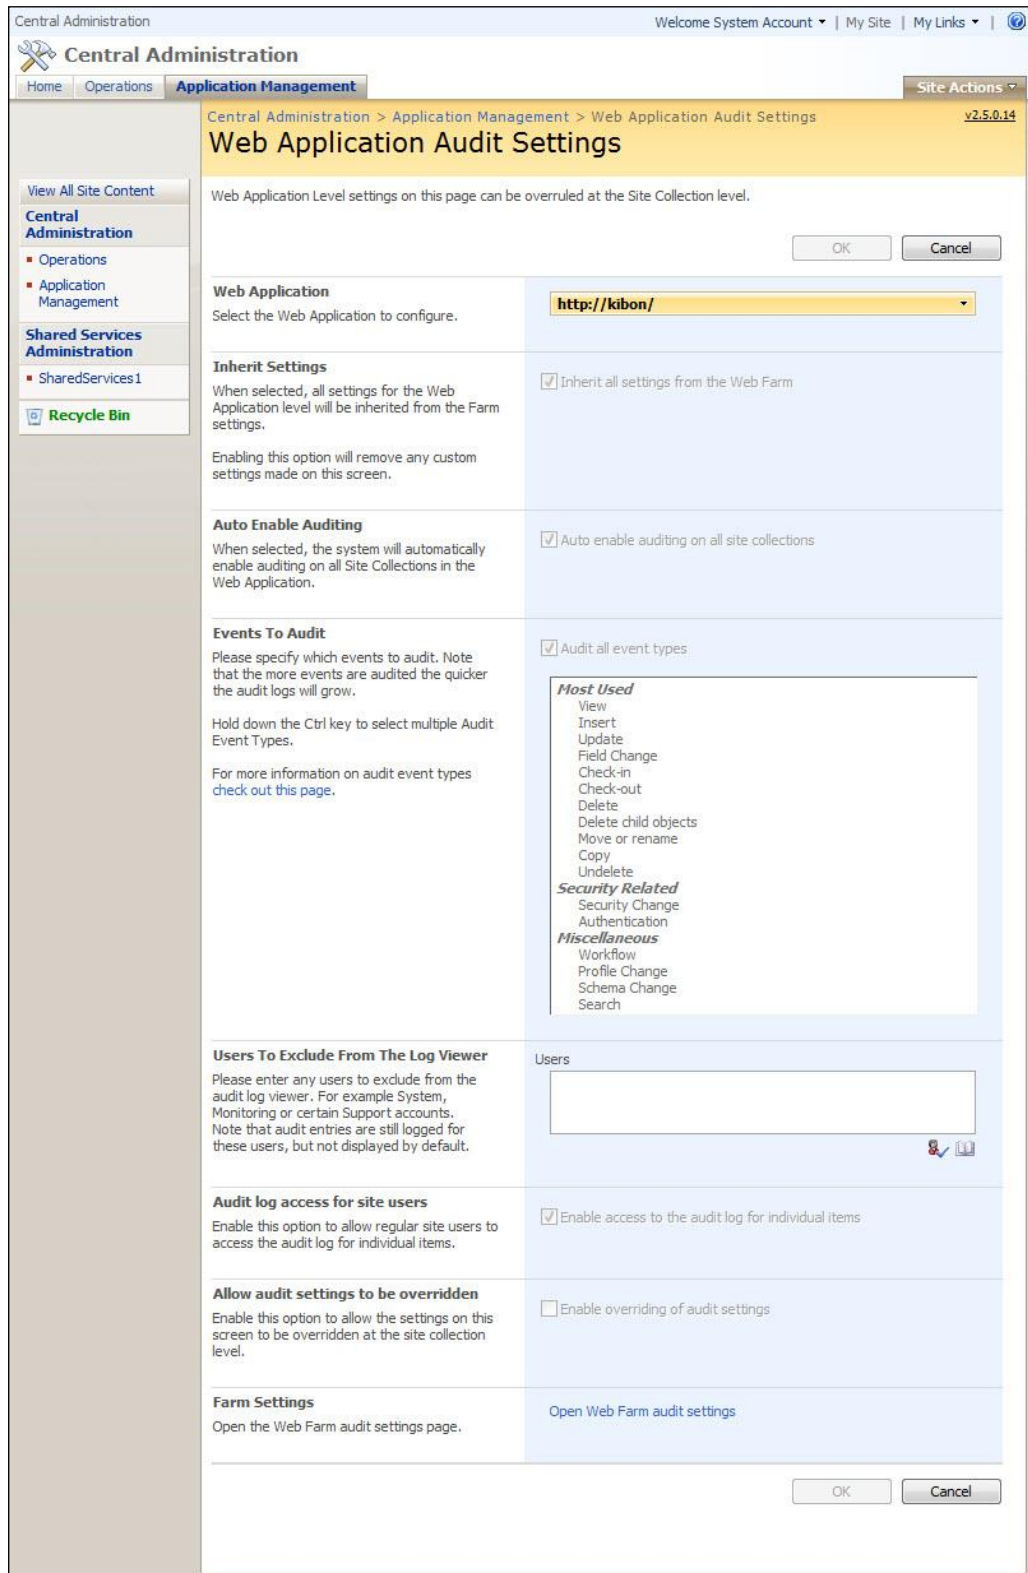 Central Administration
Welcome System Account | My Site | My Links |
Central Administration
Home Operations Application Management Site Actions
Central Administration > Application Management > Web Application Audit Settings v2.5.0.14
Web Application Audit Settings
View All Site Content
Central
Administration
Operations
Application
Management
Shared Services
Administration
SharedServices1
Recycle Bin
Web Application Level settings on this page can be overruled at the Site Collection level.
OK Cancel
Web Application
Select the Web Application to configure.
http://kibon/
Inherit Settings
When selected, all settings for the Web
Application level will be inherited from the Farm
settings.
Enabling this option will remove any custom
settings made on this screen.
Inherit all settings from the Web Farm
Auto Enable Auditing
When selected, the system will automatically
enable auditing on all Site Collections in the
Web Application.
Auto enable auditing on all site collections
Events To Audit
Please specify which events to audit. Note
that the more events are audited the quicker
the audit logs will grow.
Hold down the Ctrl key to select multiple Audit
Event Types.
For more information on audit event types
check out this page.
Audit all event types
Most Used
View
Insert
Update
Field Change
Check-in
Check-out
Delete
Delete child objects
Move or rename
Copy
Undelete
Security Related
Security Change
Authentication
Miscellaneous
Workflow
Profile Change
Schema Change
Search
Users To Exclude From The Log Viewer
Please enter any users to exclude from the
audit log viewer. For example System,
Monitoring or certain Support accounts.
Note that audit entries are still logged for
these users, but not displayed by default.
Users
Audit log access for site users
Enable this option to allow regular site users to
access the audit log for individual items.
Enable access to the audit log for individual items
Allow audit settings to be overridden
Enable this option to allow the settings on this
screen to be overridden at the site collection
level.
Enable overriding of audit settings
Farm Settings
Open the Web Farm audit settings page.
Open Web Farm audit settings
OK Cancel